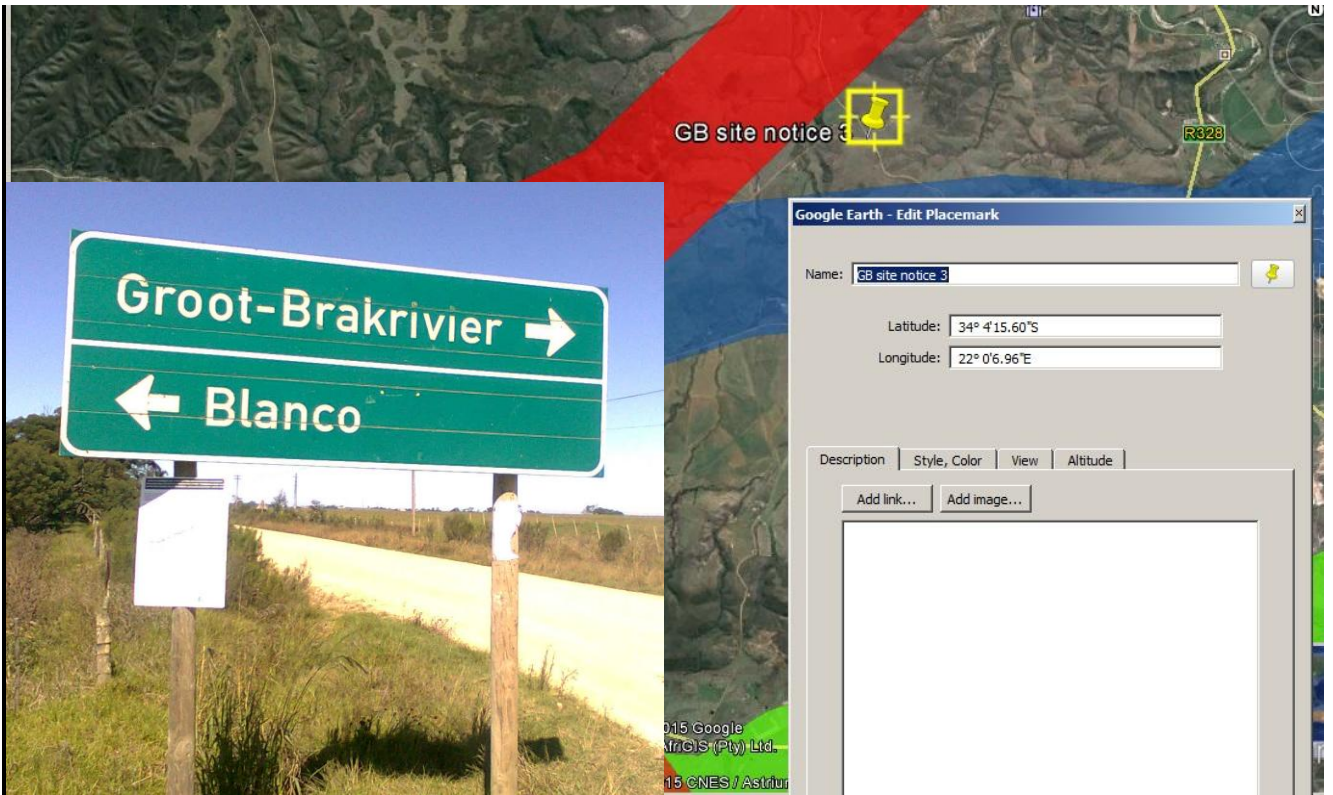 N
GB site notice 3
R328
Groot-Brakrivier
Blanco
Google Earth - Edit Placemark
Name: GB site notice 3
Latitude: 34° 4'15.60"S
Longitude: 22° 0'6.96"E
Description Style, Color View Altitude
Add link... Add image...
015 Google
AfriGIS (Pty) Ltd.
15 CNES / Astrium